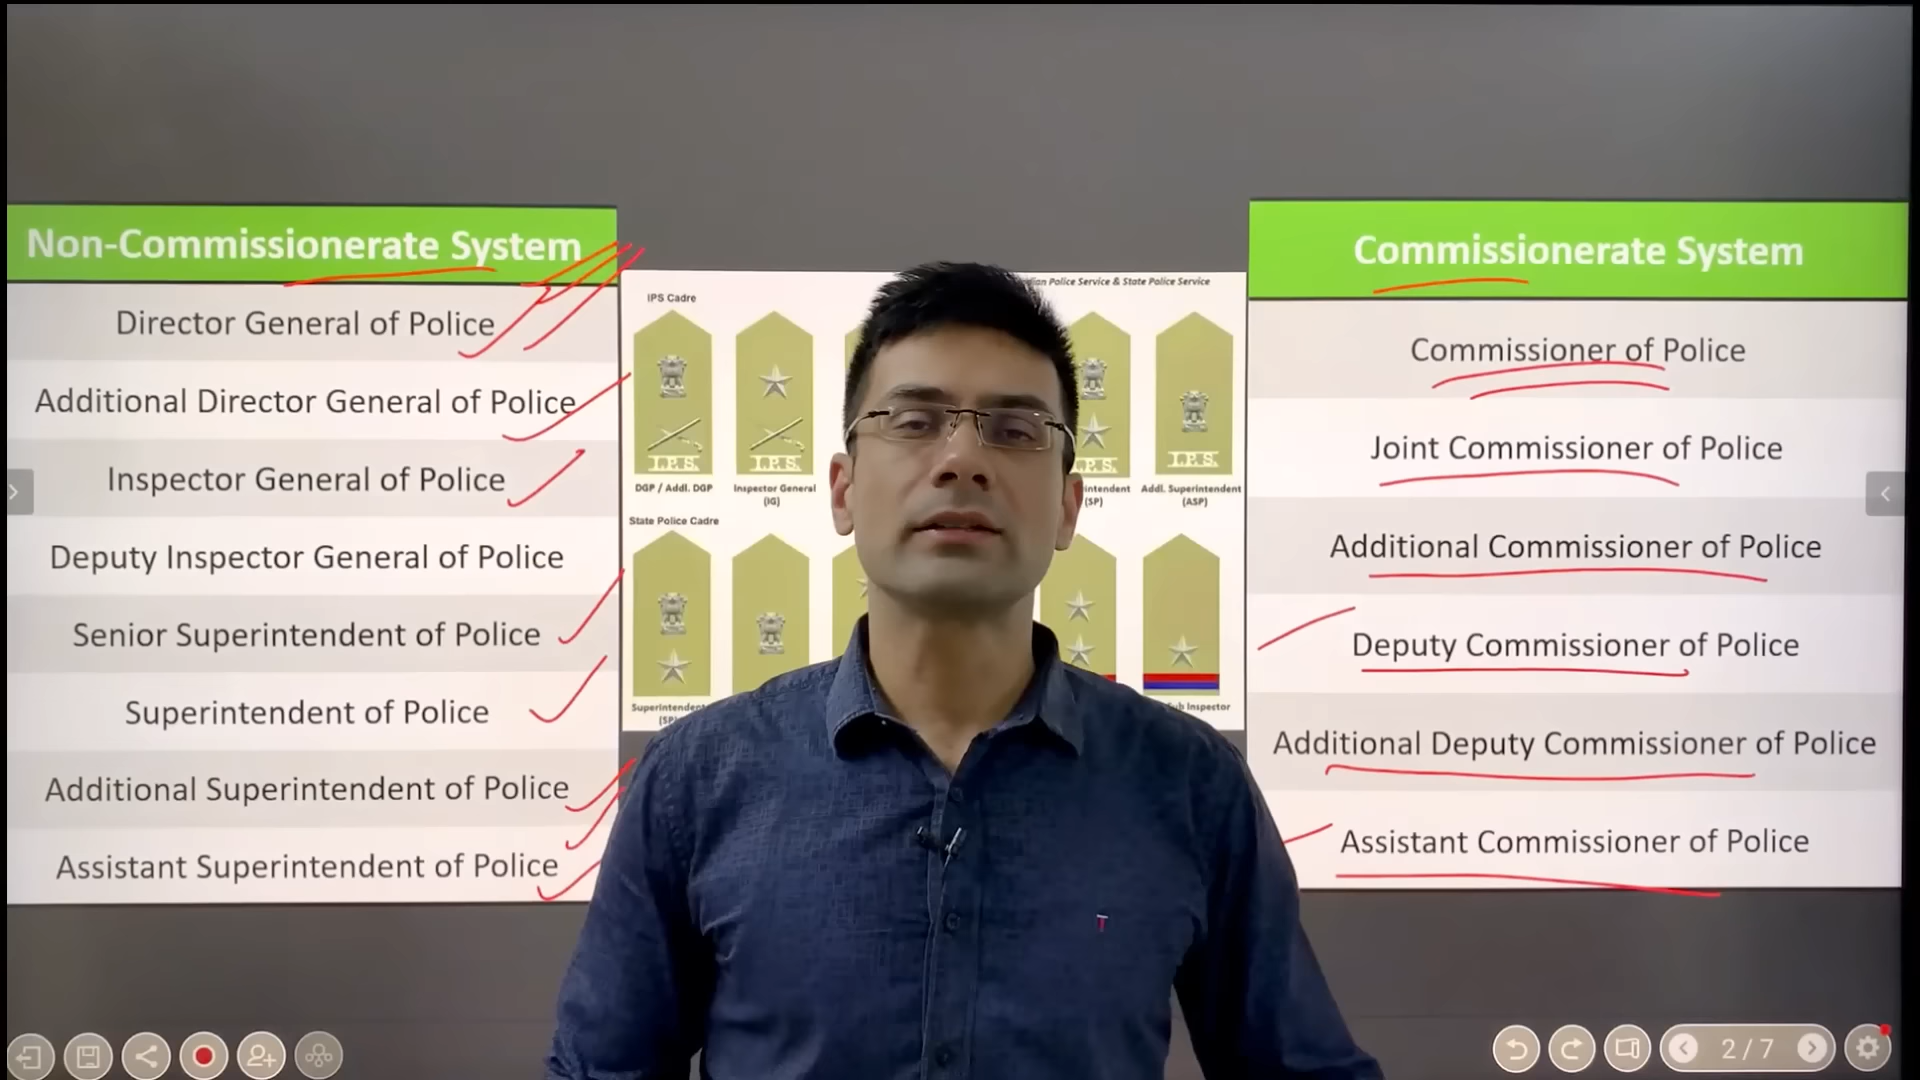 Non-Commissionerate System
Director General of Police
Additional Director General of Police
Inspector General of Police
Deputy Inspector General of Police
Senior Superintendent of Police
Superintendent of Police
Additional Superintendent of Police
Assistant Superintendent of Police
Police Service & State Police Service
IPS Cadre
I.P.S. I.P.S. I.P.S.
DGP / Addl. DGP
Inspector General
(IG)
(SP)
Addl. Superintendent
(ASP)
State Police Cadre
Superintendent
Inspector
Commissionerate System
Commissioner of Police
Joint Commissioner of Police
Additional Commissioner of Police
Deputy Commissioner of Police
Additional Deputy Commissioner of Police
Assistant Commissioner of Police
2 / 7
T